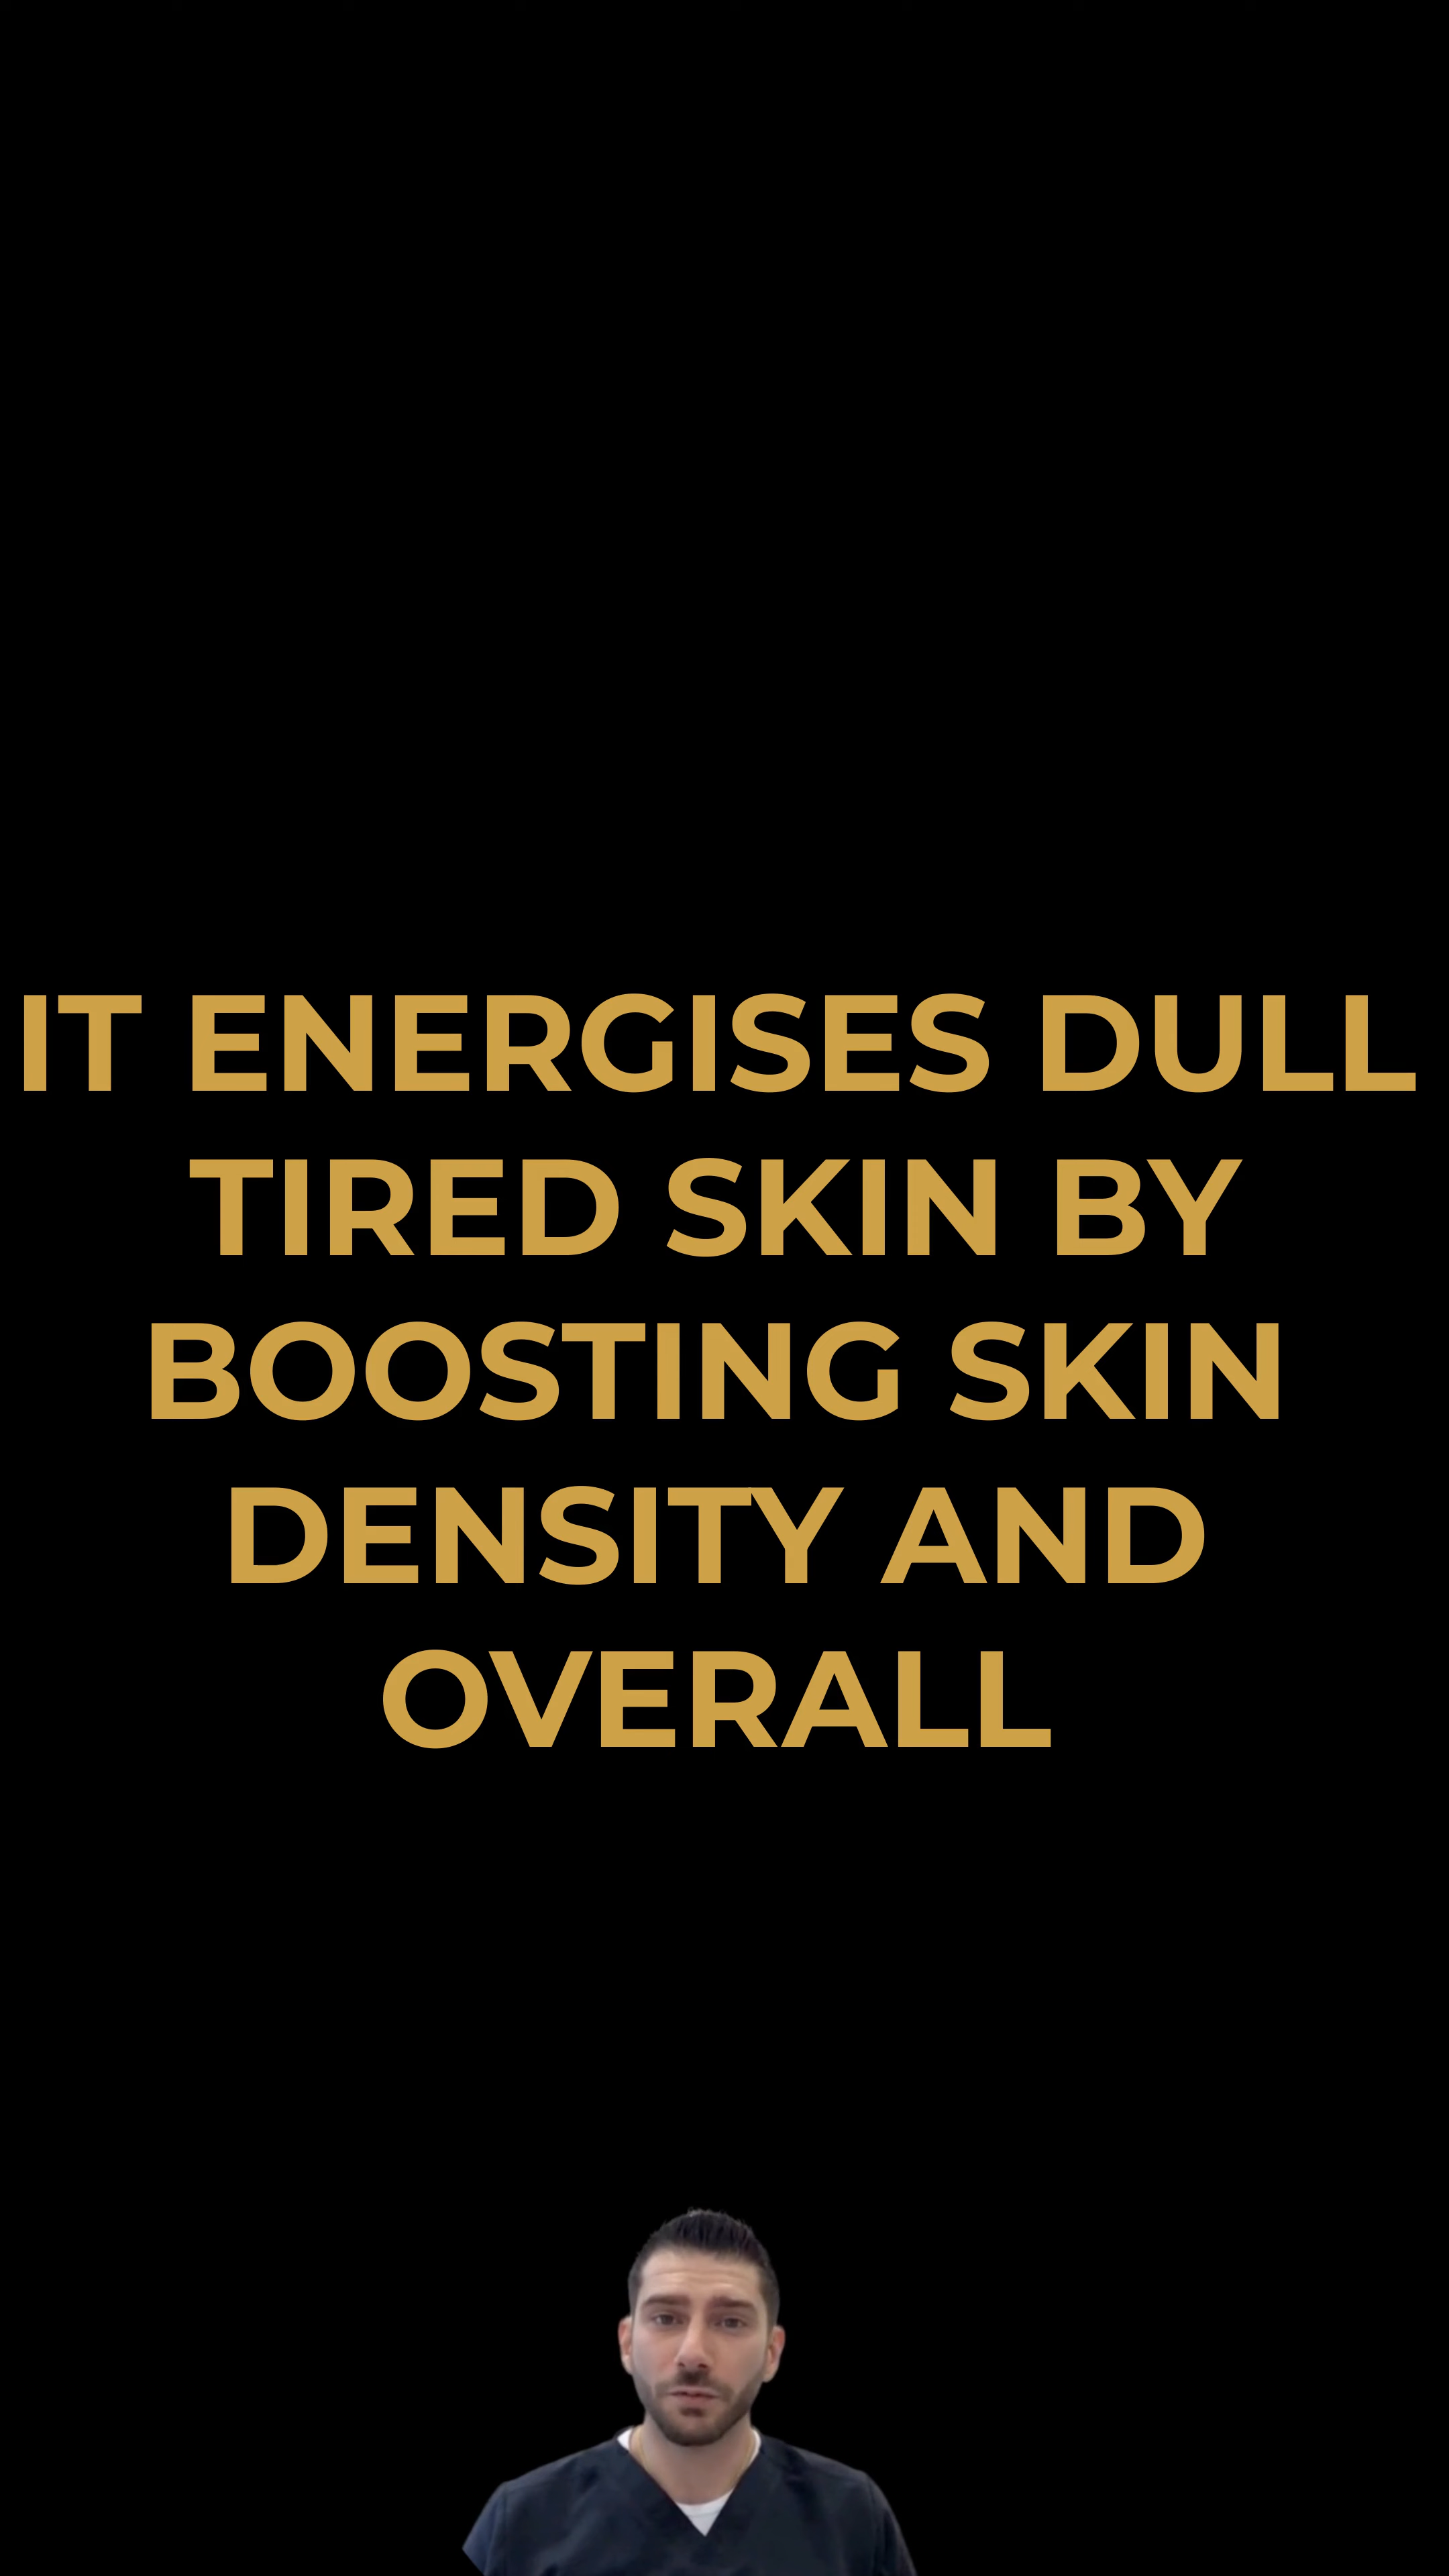 IT ENERGISES DULL
TIRED SKIN BY
BOOSTING SKIN
DENSITY AND
OVERALL